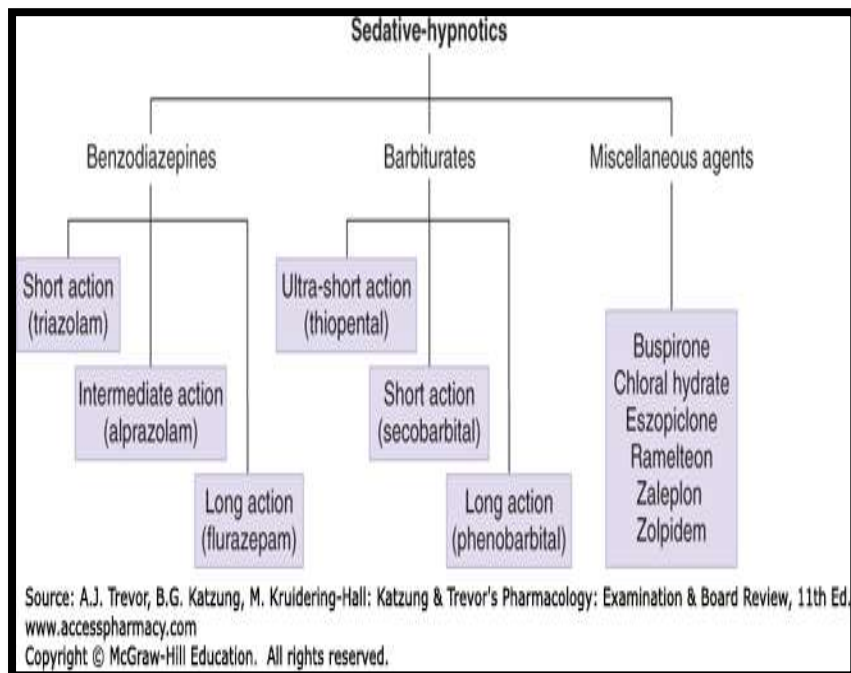 Sedative-hypnotics
Benzodiazepines
Barbiturates
Miscellaneous agents
Short action
(triazolam)
Intermediate action
(alprazolam)
Long action
(flurazepam)
Ultra-short action
(thiopental)
Short action
(secobarbital)
Long action
(phenobarbital)
Buspirone
Chloral hydrate
Eszopiclone
Ramelteon
Zaleplon
Zolpidem
Source: A.J. Trevor, B.G. Katzung, M. Kruidering-Hall: Katzung & Trevor's Pharmacology: Examination & Board Review, 11th Ed.
www.accesspharmacy.com
Copyright © McGraw-Hill Education. All rights reserved.